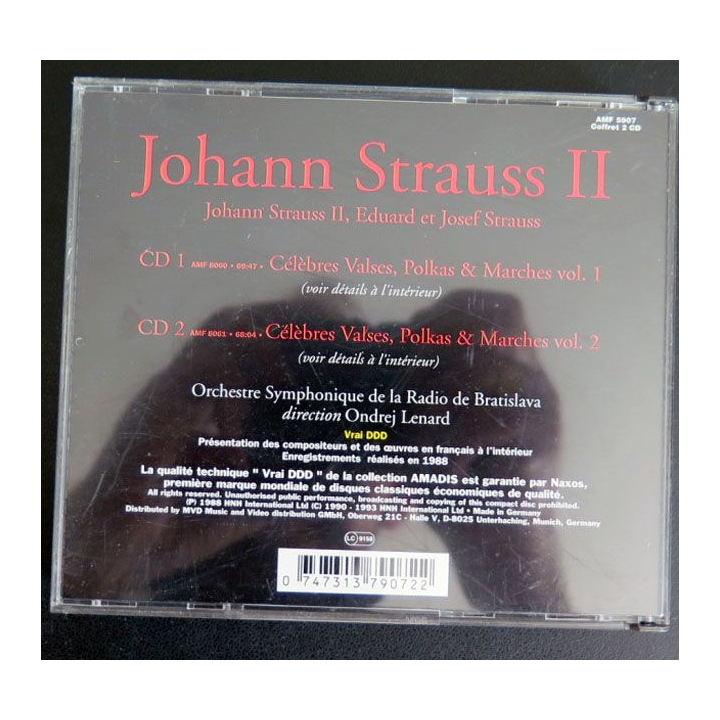 AMF 5907
Coffret 2 CD
Johann Strauss II
Johann Strauss II, Eduard et Josef Strauss
CD 1 AMF 8060 • 69:47 • Célèbres Valses, Polkas & Marches vol. 1
(voir détails à l'intérieur)
CD 2 AMF 8061 • 68:04 • Célèbres Valses, Polkas & Marches vol. 2
(voir détails à l'intérieur)
Orchestre Symphonique de la Radio de Bratislava
direction Ondrej Lenard
Vrai DDD
Présentation des compositeurs et des œuvres en français à l'intérieur
Enregistrements réalisés en 1988
La qualité technique " Vrai DDD " de la collection AMADIS est garantie par Naxos,
première marque mondiale de disques classiques économiques de qualité.
All rights reserved. Unauthorised public performance, broadcasting and copying of this compact disc prohibited.
(P) 1988 HNH International Ltd (C) 1990 - 1993 HNH International Ltd • Made in Germany
Distributed by MVD Music and Video distribution GmbH, Oberweg 21C - Halle V, D-8025 Unterhaching, Munich, Germany
LC 9158
0 747313 790722